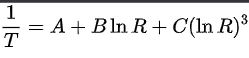 1/T = A + B ln R + C(ln R)³